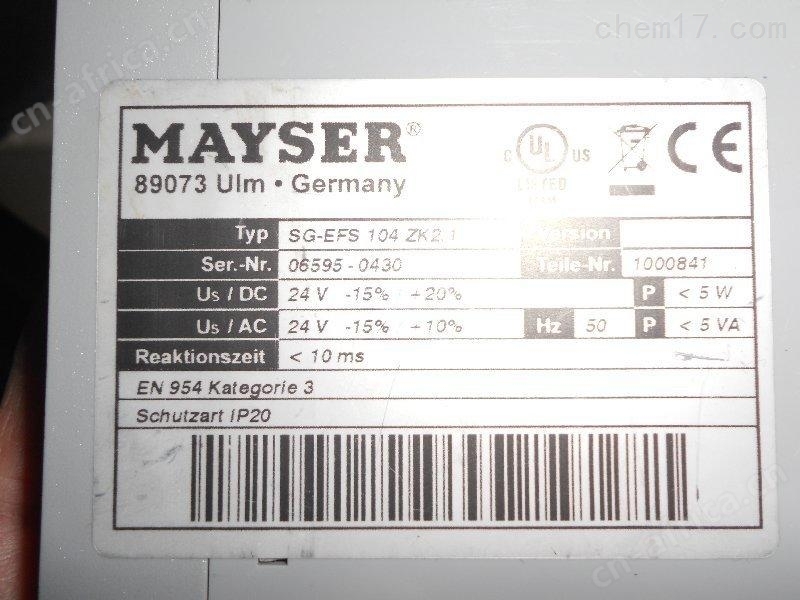 chem17.com
cn-africa.cn
MAYSER®
89073 Ulm • Germany
C UL US
LISTED
CE
Typ SG-EFS 104 ZK2.1 Version
Ser.-Nr. 06595-0430 Teile-Nr. 1000841
Us / DC 24 V -15% +20% P < 5 W
Us / AC 24 V -15% +10% Hz 50 P < 5 VA
Reaktionszeit < 10 ms
EN 954 Kategorie 3
Schutzart IP20
cn-africa.cn